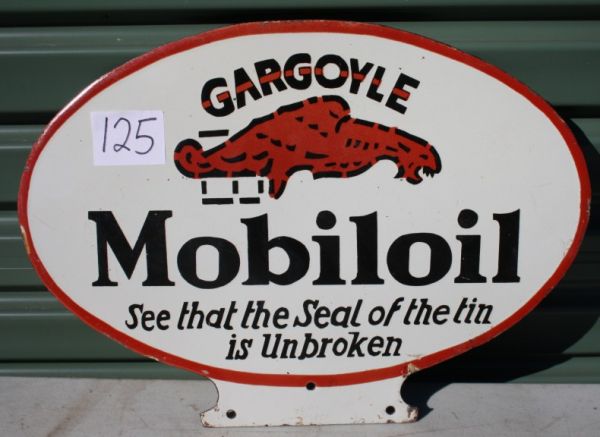 GARGOYLE
125
Mobiloil
See that the Seal of the tin
is Unbroken